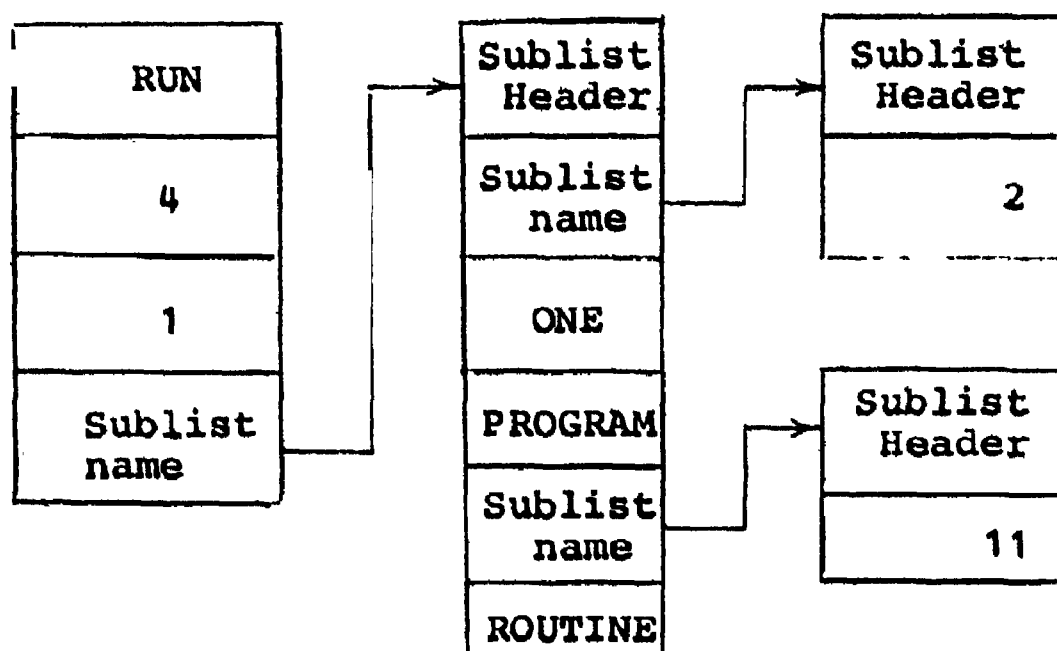 RUN
4
1
Sublist
name
Sublist
Header
Sublist
name
ONE
PROGRAM
Sublist
name
ROUTINE
Sublist
Header
2
Sublist
Header
11